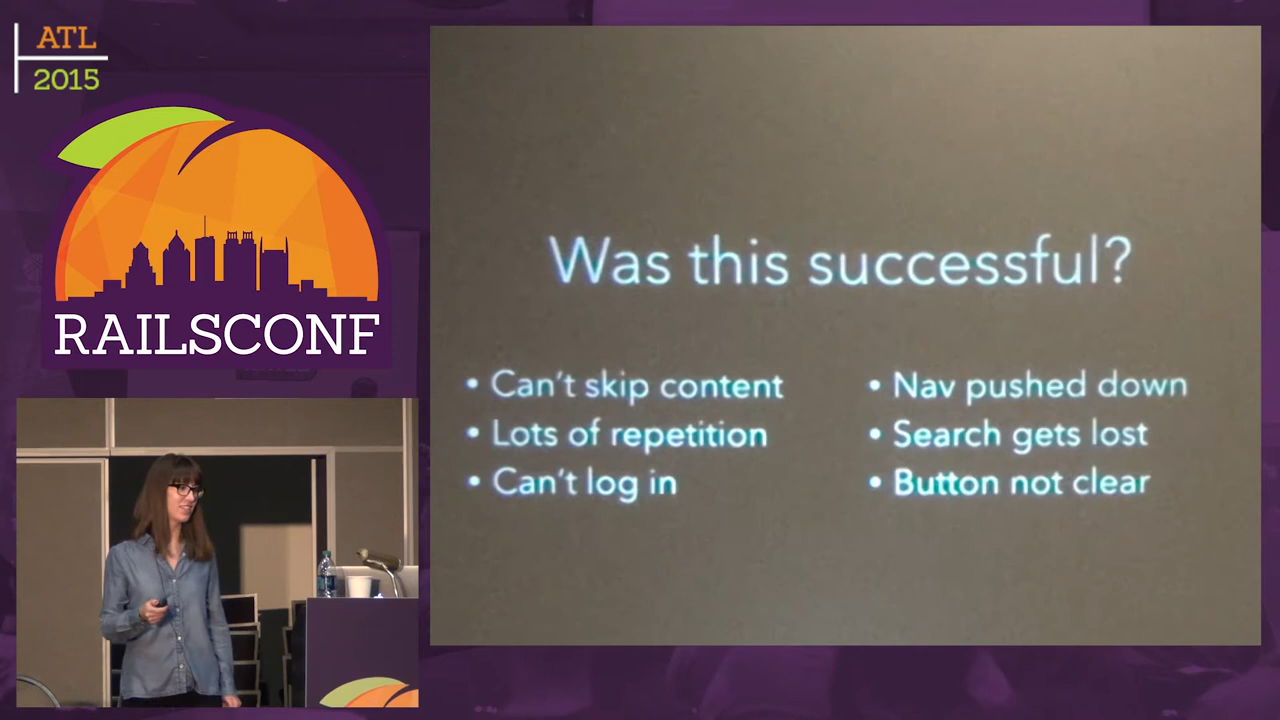 ATL
2015
RAILSCONF
Was this successful?
• Can't skip content
• Lots of repetition
• Can't log in
• Nav pushed down
• Search gets lost
• Button not clear